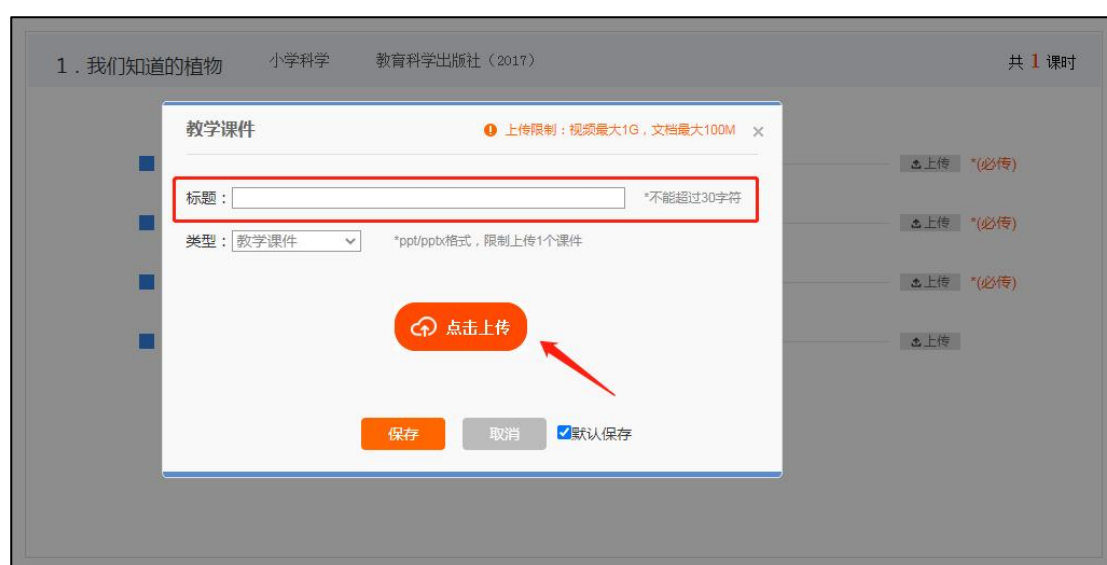 1．我们知道的植物 小学科学 教育科学出版社（2017） 共 1 课时
教学课件 上传限制：视频最大1G，文档最大100M ×
上传 *(必传)
标题： *不能超过30字符
上传 *(必传)
类型： 教学课件 *ppt/pptx格式，限制上传1个课件
上传 *(必传)
点击上传
上传
保存 取消 默认保存